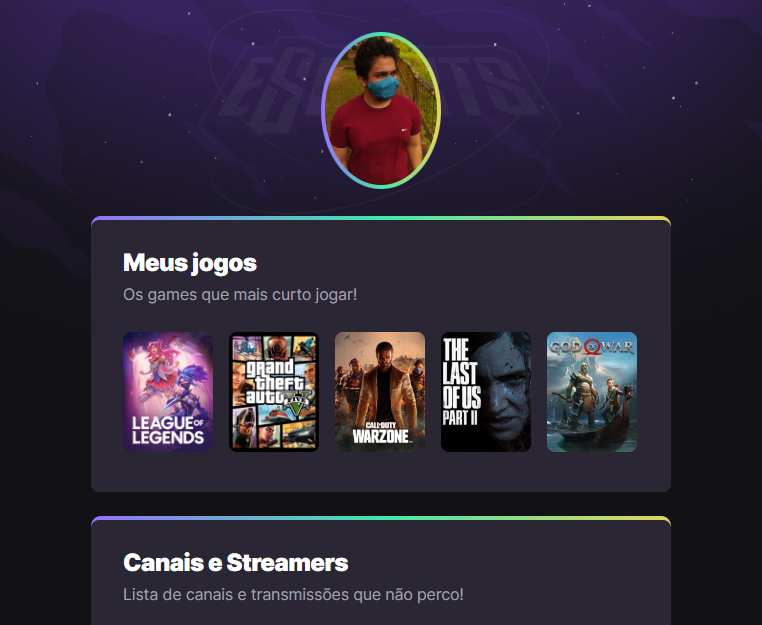 ESPORTS
Meus jogos
Os games que mais curto jogar!
LEAGUE OF
LEGENDS
grand
theft
auto
V
FIVE
CALL OF DUTY
WARZONE
THE
LAST
OF US
PART II
GOD OF WAR
Canais e Streamers
Lista de canais e transmissões que não perco!